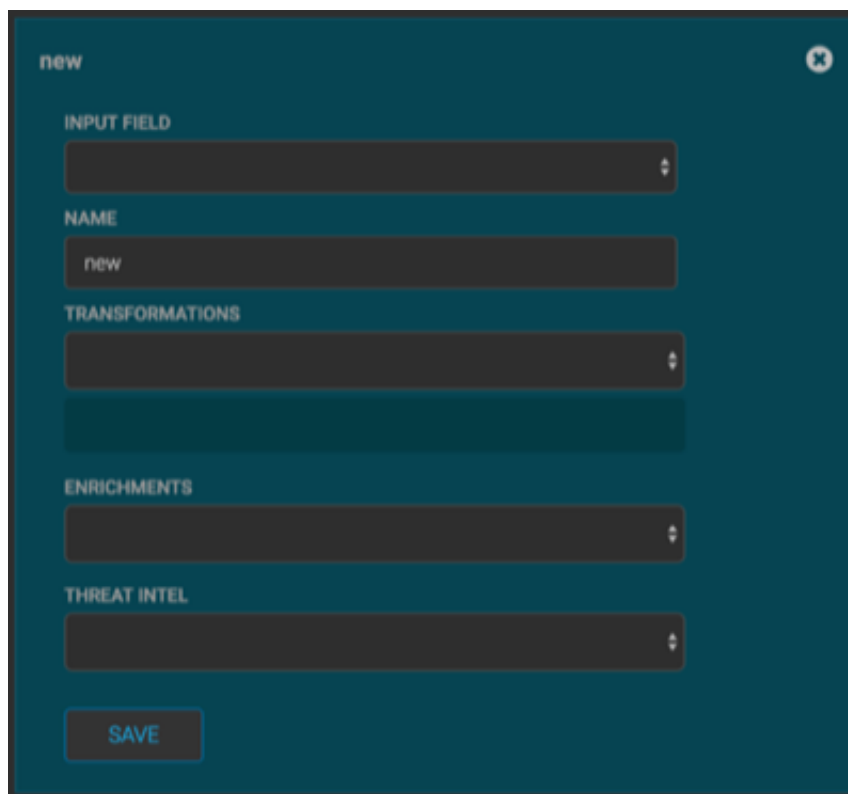 new
INPUT FIELD
NAME
new
TRANSFORMATIONS
ENRICHMENTS
THREAT INTEL
SAVE